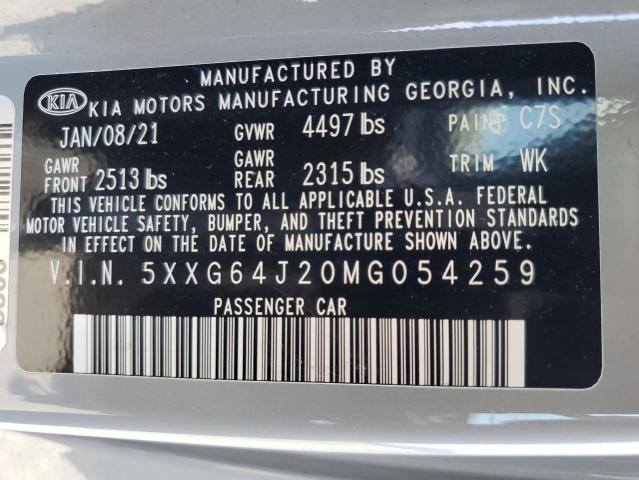 MANUFACTURED BY
KIA KIA MOTORS MANUFACTURING GEORGIA, INC.
JAN/08/21 GVWR 4497 lbs PAINT C7S
GAWR FRONT 2513 lbs GAWR REAR 2315 lbs TRIM WK
THIS VEHICLE CONFORMS TO ALL APPLICABLE U.S.A. FEDERAL
MOTOR VEHICLE SAFETY, BUMPER, AND THEFT PREVENTION STANDARDS
IN EFFECT ON THE DATE OF MANUFACTURE SHOWN ABOVE.
V.I.N. 5XXG64J20MG054259
PASSENGER CAR